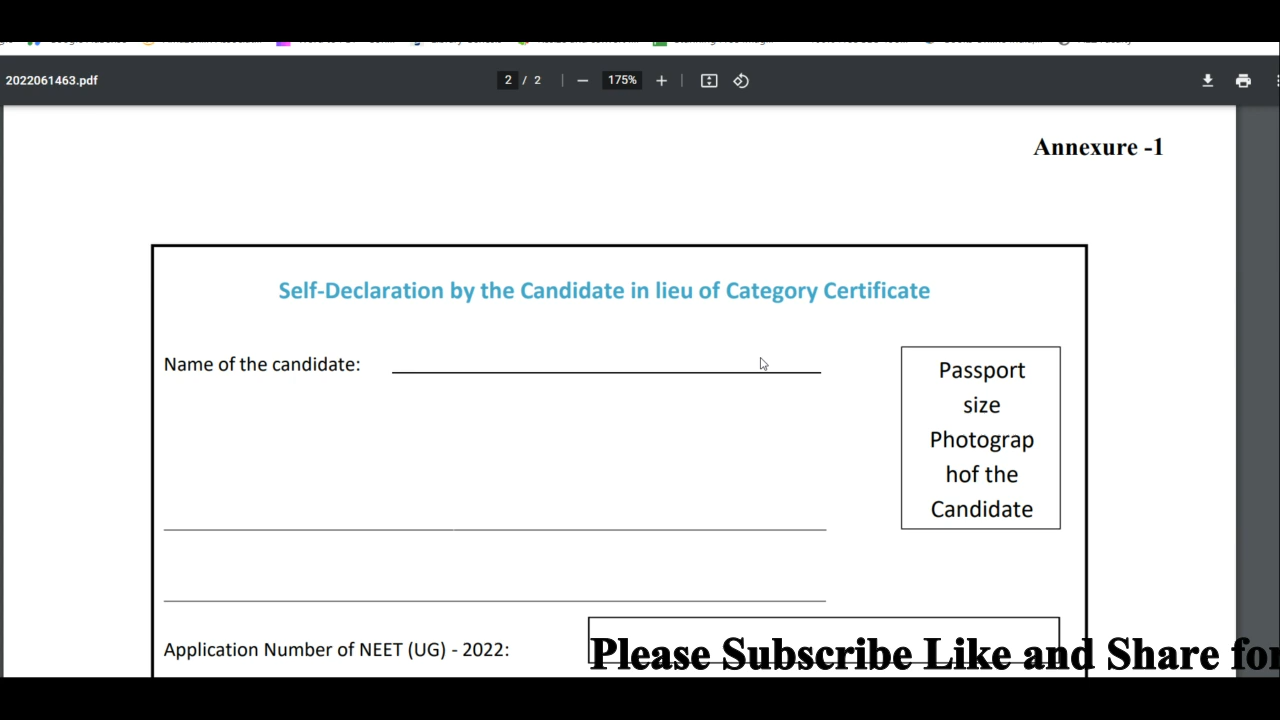 2022061463.pdf
2 / 2
175%
Annexure -1
Self-Declaration by the Candidate in lieu of Category Certificate
Name of the candidate:
Passport
size
Photograp
hof the
Candidate
Application Number of NEET (UG) - 2022:
Please Subscribe Like and Share for